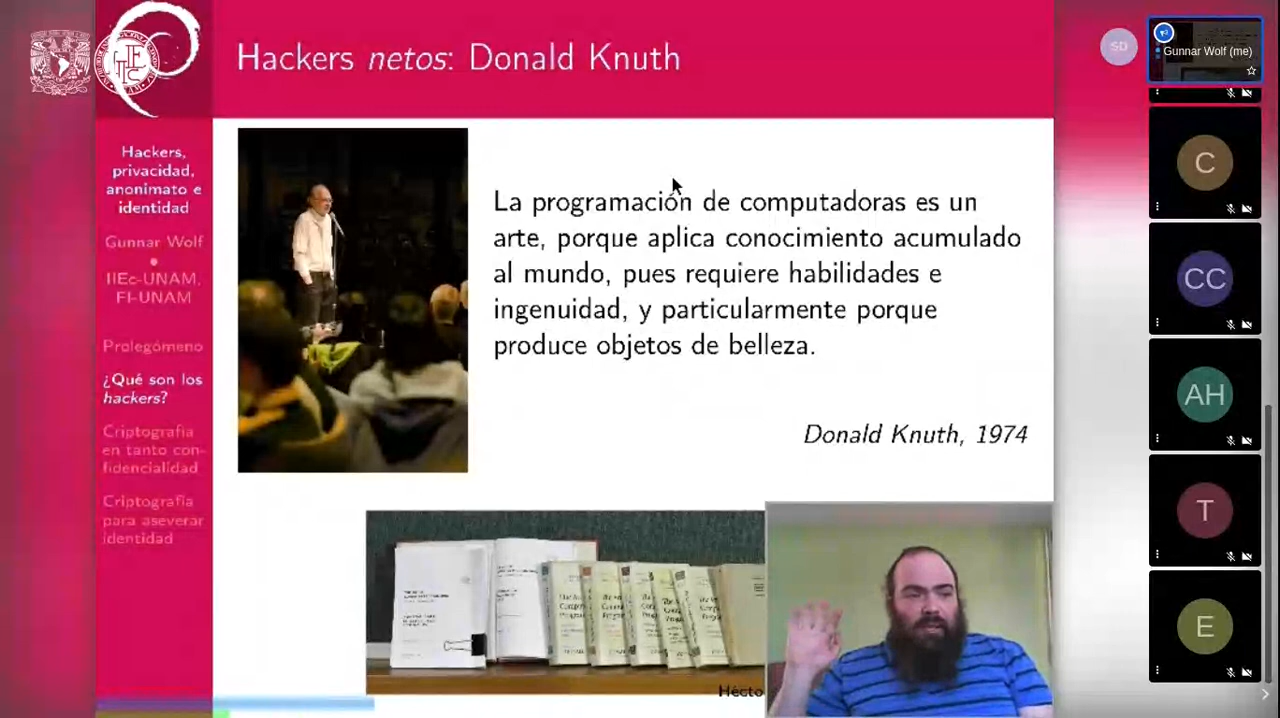 Hackers netos: Donald Knuth
Hackers,
privacidad,
anonimato e
identidad
Gunnar Wolf
IIEc-UNAM,
FI-UNAM
Prolegómeno
¿Qué son los
hackers?
Criptografía
en tanto con-
fidencialidad
Criptografía
para aseverar
identidad
La programación de computadoras es un
arte, porque aplica conocimiento acumulado
al mundo, pues requiere habilidades e
ingenuidad, y particularmente porque
produce objetos de belleza.
Donald Knuth, 1974
Hécto
SD
Gunnar Wolf (me)
C
CC
AH
T
E